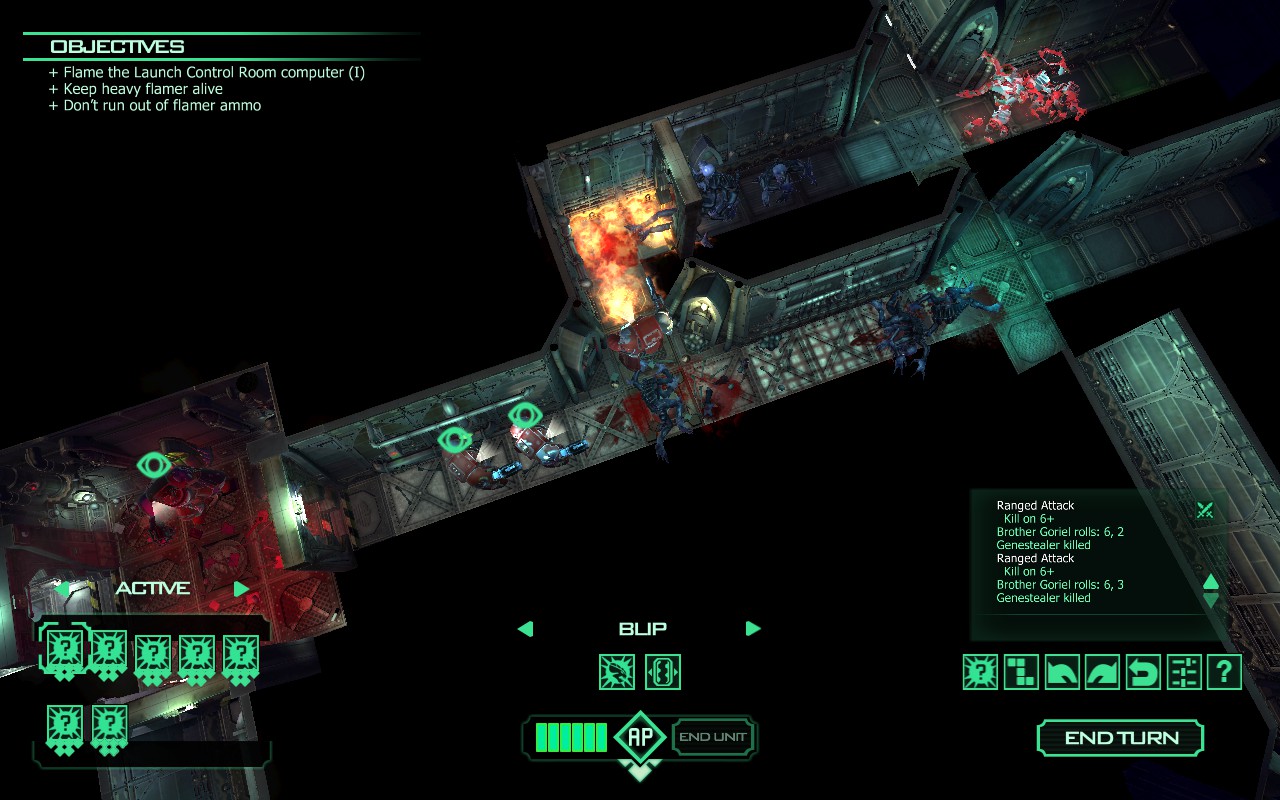 OBJECTIVES
+ Flame the Launch Control Room computer (I)
+ Keep heavy flamer alive
+ Don't run out of flamer ammo
Ranged Attack
Kill on 6+
Brother Goriel rolls: 6, 2
Genestealer killed
Ranged Attack
Kill on 6+
Brother Goriel rolls: 6, 3
Genestealer killed
ACTIVE
? ? ? ? ?
? ?
BLIP
? ?
AP
END UNIT
END TURN